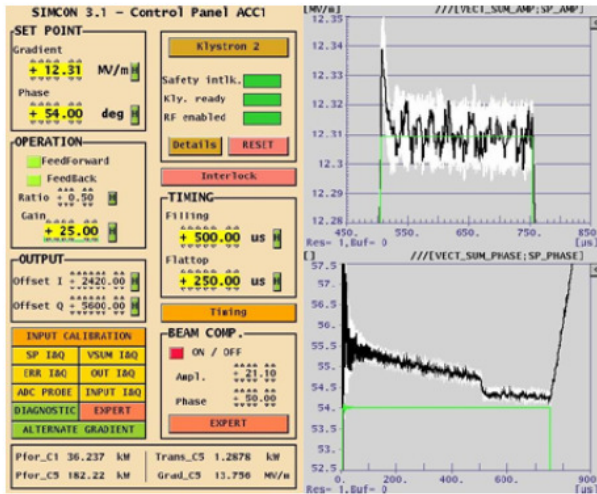 SIMCON 3.1 - Control Panel ACC1
SET POINT
Gradient
+ 12.31 MV/m H
Phase
+ 54.00 deg H
OPERATION
FeedForward
FeedBack
Ratio + 0.50 H
Gain
+ 25.00 H
OUTPUT
Offset I + 2420.00 H
Offset Q + 5600.00 H
INPUT CALIBRATION
SP I&Q VSUM I&Q
ERR I&Q OUT I&Q
ADC PROBE INPUT I&Q
DIAGNOSTIC EXPERT
ALTERNATE GRADIENT
Klystron 2
Safety intlk.
Kly. ready
RF enabled
Details RESET
Interlock
TIMING
Filling
+ 500.00 us H
Flattop
+ 250.00 us H
Timing
BEAM COMP.
ON / OFF
Ampl. + 21.10
Phase + 50.00
EXPERT
Pfor_C1 36.237 kW Trans_C5 1.2878 kW
Pfor_C5 182.22 kW Grad_C5 13.756 MV/m
[MV/m] ///[VECT_SUM_AMP;SP_AMP]
12.35
12.34
12.33
12.32
12.31
12.3
12.29
12.28
450. 550. 650. 750. 850
Res= 1,Buf= 0 [us]
[] ///[VECT_SUM_PHASE;SP_PHASE]
57.5
56.5
55.5
54.5
54.
53.5
53.
52.5
0. 200. 400. 600. 900
Res= 1,Buf= 0 [us]